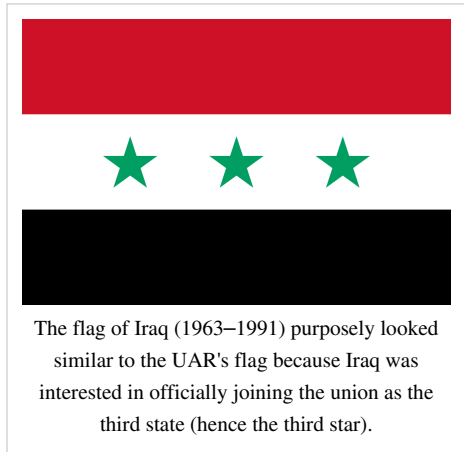 The flag of Iraq (1963–1991) purposely looked
similar to the UAR's flag because Iraq was
interested in officially joining the union as the
third state (hence the third star).